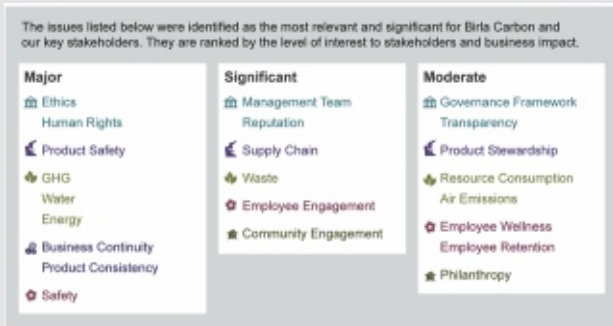 The issues listed below were identified as the most relevant and significant for Birla Carbon and
our key stakeholders. They are ranked by the level of interest to stakeholders and business impact.
Major
Ethics
Human Rights
Product Safety
GHG
Water
Energy
Business Continuity
Product Consistency
Safety
Significant
Management Team
Reputation
Supply Chain
Waste
Employee Engagement
Community Engagement
Moderate
Governance Framework
Transparency
Product Stewardship
Resource Consumption
Air Emissions
Employee Wellness
Employee Retention
Philanthropy